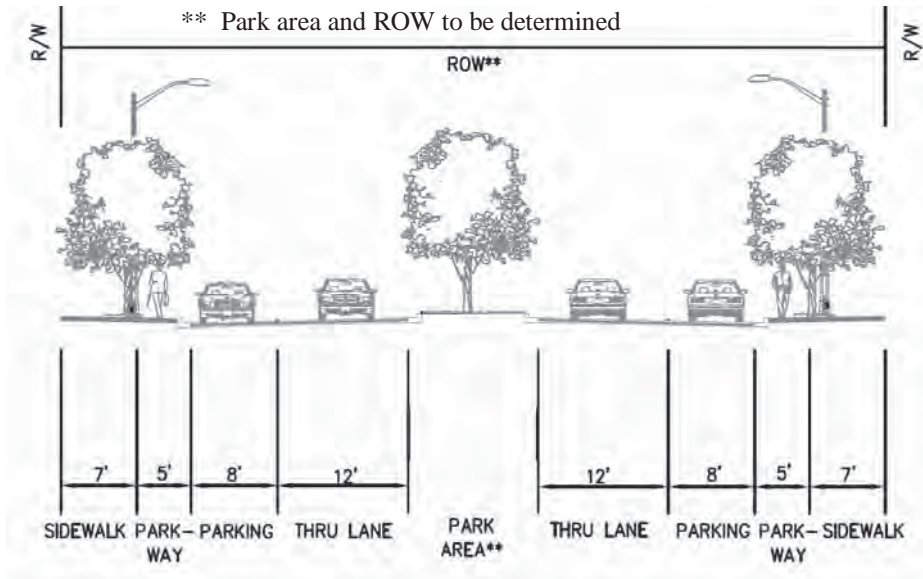 ** Park area and ROW to be determined
R/W
R/W
ROW**
7' 5' 8' 12' 12' 8' 5' 7'
SIDEWALK PARK- PARKING THRU LANE PARK THRU LANE PARKING PARK- SIDEWALK
WAY AREA** WAY